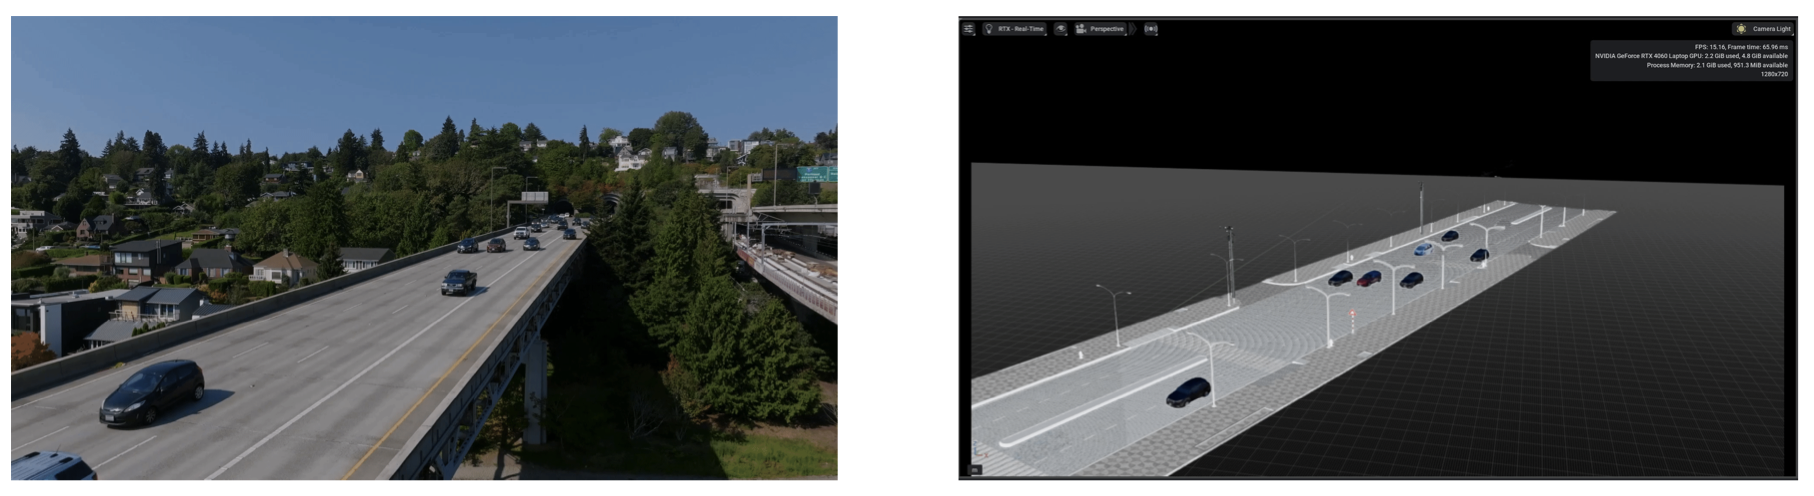 RTX - Real-Time
Perspective
Camera Light
FPS: 15.16, Frame time: 65.96 ms
NVIDIA GeForce RTX 4060 Laptop GPU: 2.2 GiB used, 4.8 GiB available
Process Memory: 2.1 GiB used, 951.3 MiB available
1280x720
m